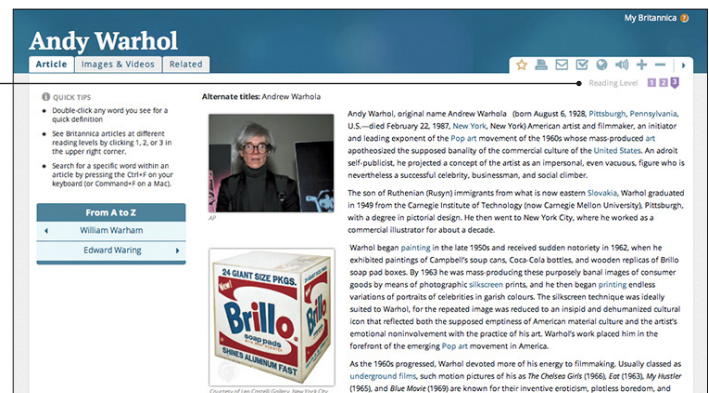 My Britannica ?
Andy Warhol
Article Images & Videos Related
Reading Level 1 2 3
QUICK TIPS
Double-click any word you see for a
quick definition
See Britannica articles at different
reading levels by clicking 1, 2, or 3 in
the upper right corner.
Search for a specific word within an
article by pressing the Ctrl+F on your
keyboard (or Command+F on a Mac).
From A to Z
William Warham
Edward Waring
Alternate titles: Andrew Warhola
AP
24 GIANT SIZE PKGS.
New!
Brillo
soap pads
SHINES ALUMINUM FAST
Courtesy of Leo Castelli Gallery, New York City
Andy Warhol, original name Andrew Warhola (born August 6, 1928, Pittsburgh, Pennsylvania,
U.S.—died February 22, 1987, New York, New York) American artist and filmmaker, an initiator
and leading exponent of the Pop art movement of the 1960s whose mass-produced art
apotheosized the supposed banality of the commercial culture of the United States. An adroit
self-publicist, he projected a concept of the artist as an impersonal, even vacuous, figure who is
nevertheless a successful celebrity, businessman, and social climber.
The son of Ruthenian (Rusyn) immigrants from what is now eastern Slovakia, Warhol graduated
in 1949 from the Carnegie Institute of Technology (now Carnegie Mellon University), Pittsburgh,
with a degree in pictorial design. He then went to New York City, where he worked as a
commercial illustrator for about a decade.
Warhol began painting in the late 1950s and received sudden notoriety in 1962, when he
exhibited paintings of Campbell's soup cans, Coca-Cola bottles, and wooden replicas of Brillo
soap pad boxes. By 1963 he was mass-producing these purposely banal images of consumer
goods by means of photographic silkscreen prints, and he then began printing endless
variations of portraits of celebrities in garish colours. The silkscreen technique was ideally
suited to Warhol, for the repeated image was reduced to an insipid and dehumanized cultural
icon that reflected both the supposed emptiness of American material culture and the artist's
emotional noninvolvement with the practice of his art. Warhol's work placed him in the
forefront of the emerging Pop art movement in America.
As the 1960s progressed, Warhol devoted more of his energy to filmmaking. Usually classed as
underground films, such motion pictures of his as The Chelsea Girls (1966), Eat (1963), My Hustler
(1965), and Blue Movie (1969) are known for their inventive eroticism, plotless boredom, and